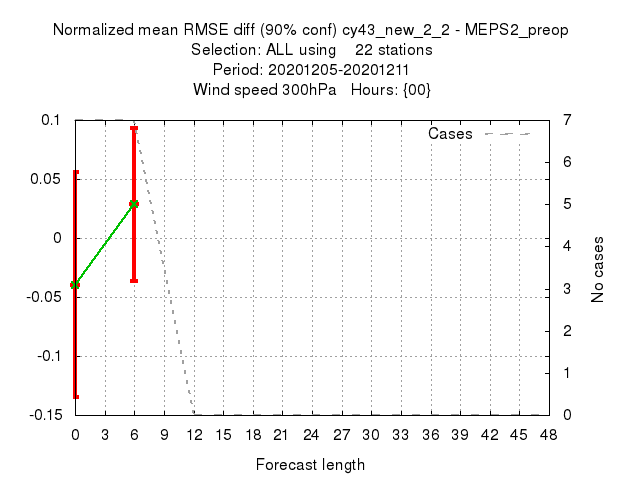 Normalized mean RMSE diff (90% conf) cy43_new_2_2 - MEPS2_preop
Selection: ALL using    22 stations
Period: 20201205-20201211
Wind speed 300hPa   Hours: {00}
Cases
0.1
0.05
0
-0.05
-0.1
-0.15
7
6
5
4
3
2
1
0
No cases
0 3 6 9 12 15 18 21 24 27 30 33 36 39 42 45 48
Forecast length